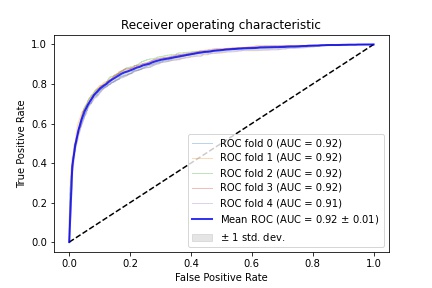 Receiver operating characteristic
True Positive Rate
1.0
0.8
0.6
0.4
0.2
0.0
ROC fold 0 (AUC = 0.92)
ROC fold 1 (AUC = 0.92)
ROC fold 2 (AUC = 0.92)
ROC fold 3 (AUC = 0.92)
ROC fold 4 (AUC = 0.91)
Mean ROC (AUC = 0.92 ± 0.01)
± 1 std. dev.
0.0 0.2 0.4 0.6 0.8 1.0
False Positive Rate